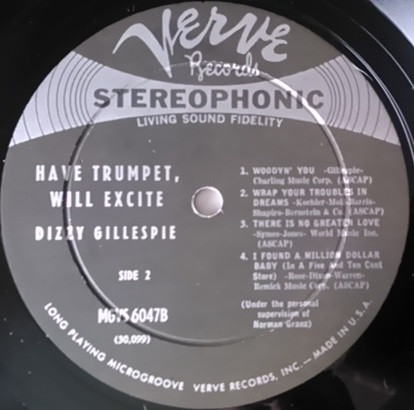 Verve
Records
STEREOPHONIC
LIVING SOUND FIDELITY
HAVE TRUMPET,
WILL EXCITE
DIZZY GILLESPIE
SIDE 2
MGVS 6047B
(30,099)
1. WOODYN' YOU -Gillespie-
Charling Music Corp. (ASCAP)
2. WRAP YOUR TROUBLES IN
DREAMS -Koehler-Moll-Barris-
Shapiro-Bernstein & Co. (ASCAP)
3. THERE IS NO GREATER LOVE
-Symes-Jones- World Music Inc.
(ASCAP)
4. I FOUND A MILLION DOLLAR
BABY (In A Five and Ten Cent
Store) -Rose-Dixon-Warren-
Remick Music Corp. (ASCAP)
(Under the personal
supervision of
Norman Granz)
LONG PLAYING MICROGROOVE VERVE RECORDS, INC. — MADE IN U.S.A.